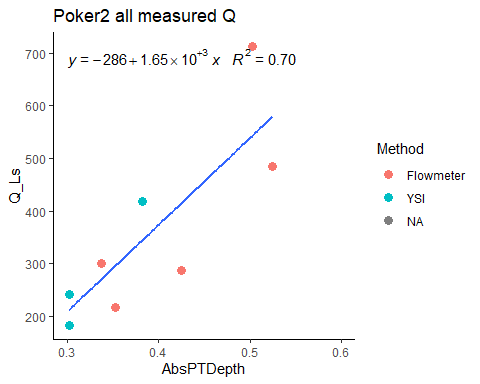 Poker2 all measured Q
y = −286 + 1.65 × 10⁺³ x R² = 0.70
700
600
500
400
300
200
Q_Ls
0.3 0.4 0.5 0.6
AbsPTDepth
Method
Flowmeter
YSI
NA